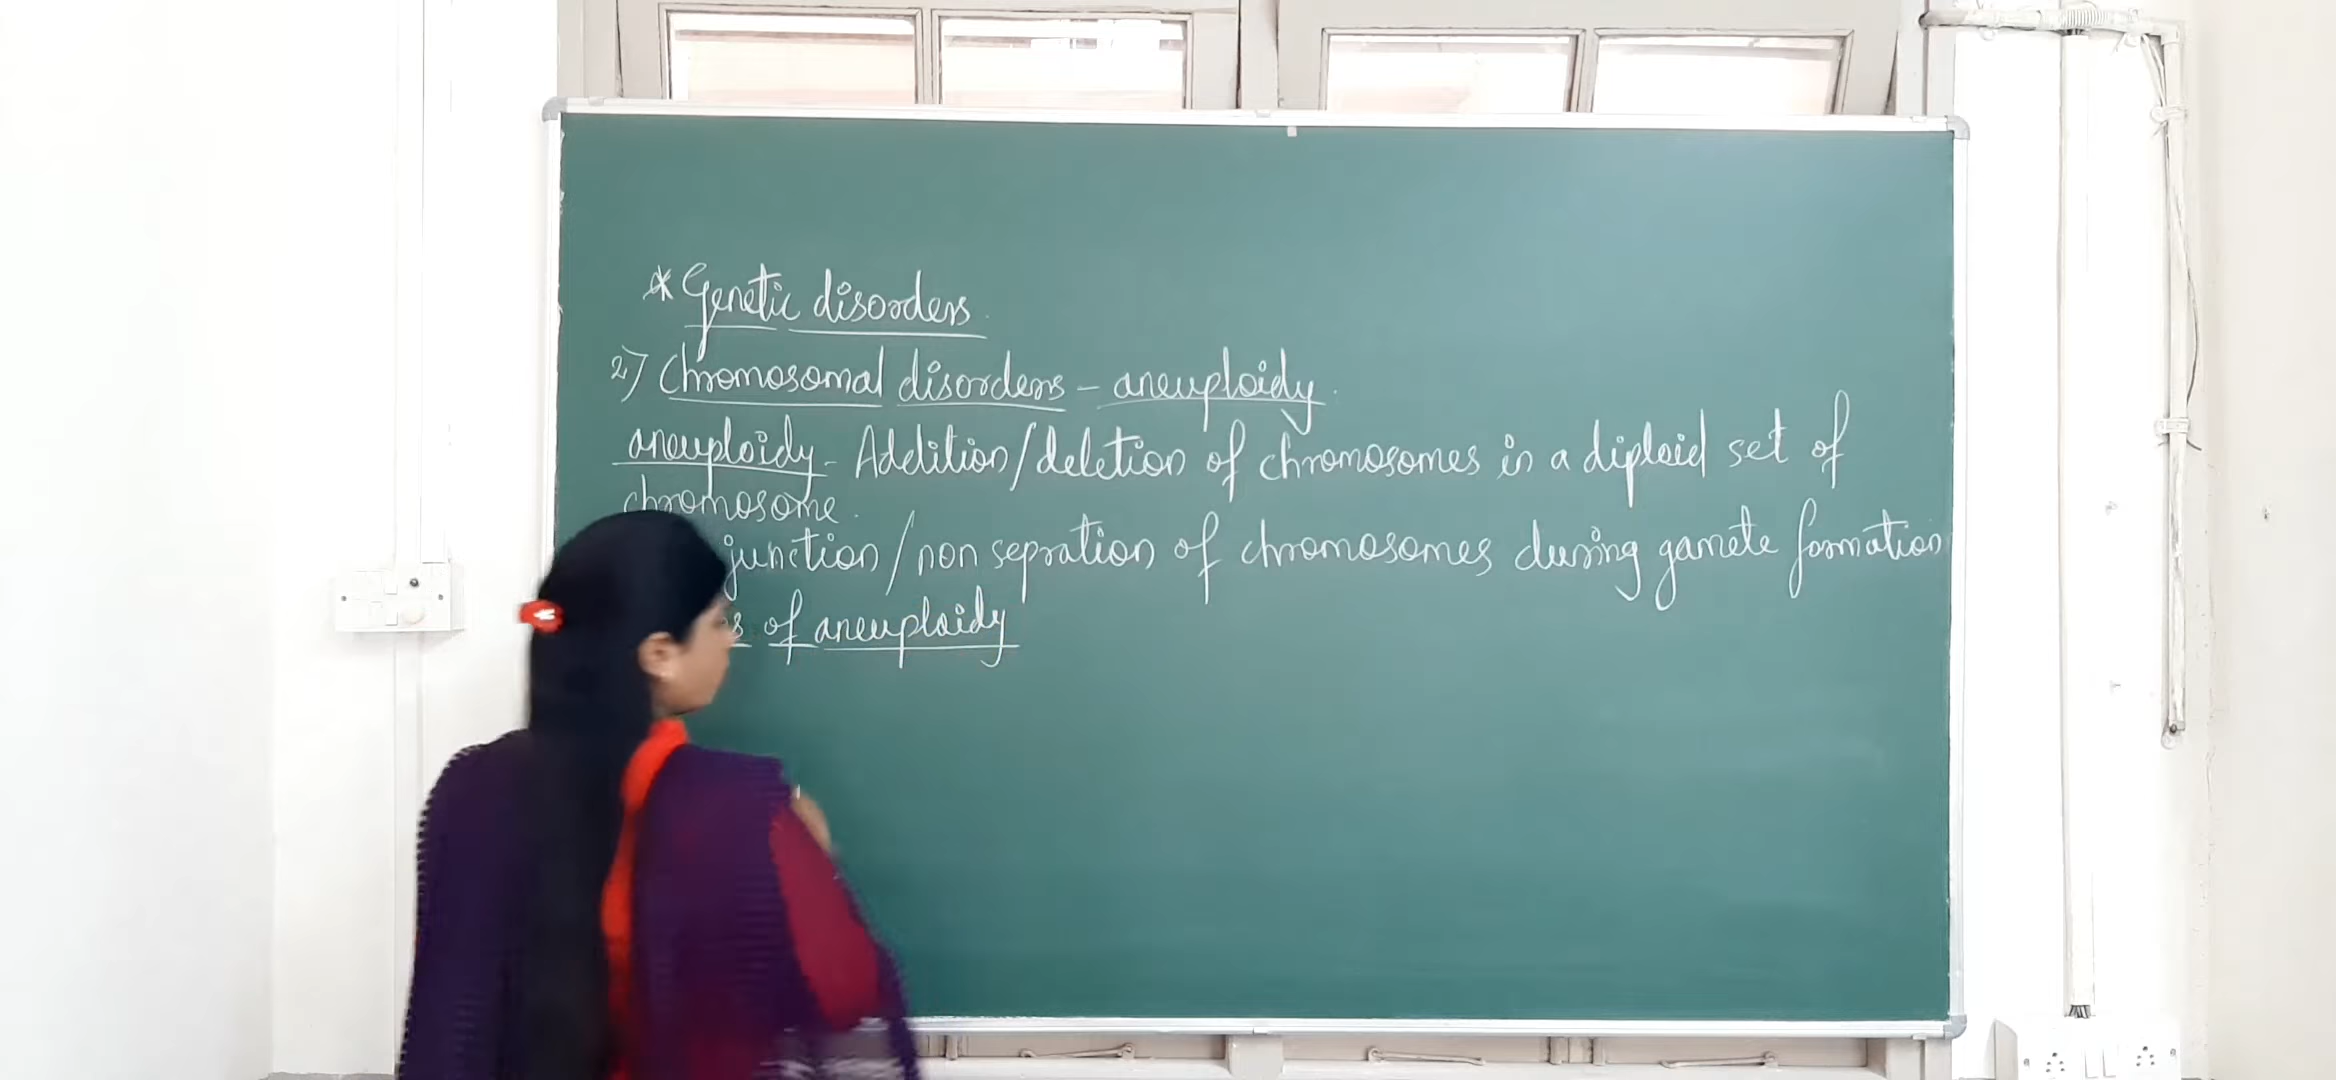 * Genetic disorders.
2) Chromosomal disorders - aneuploidy.
aneuploidy - Addition/deletion of chromosomes in a diploid set of
chromosome.
junction/non sepration of chromosomes during gamete formation
of aneuploidy